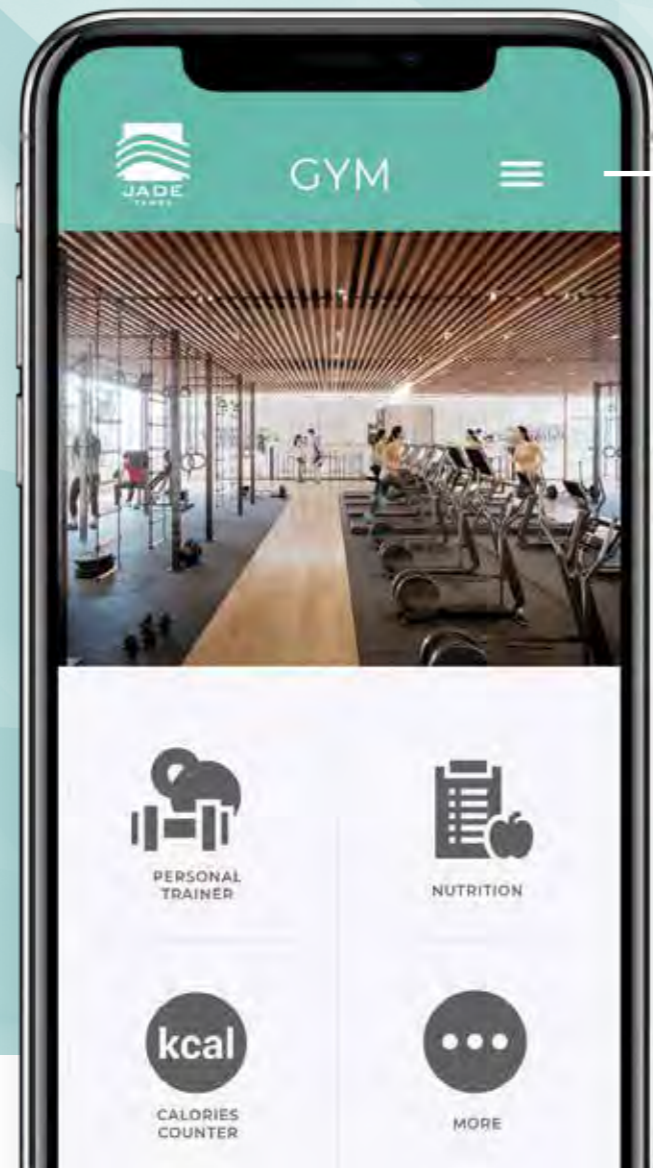 JADE
GYM
PERSONAL
TRAINER
NUTRITION
kcal
CALORIES
COUNTER
MORE